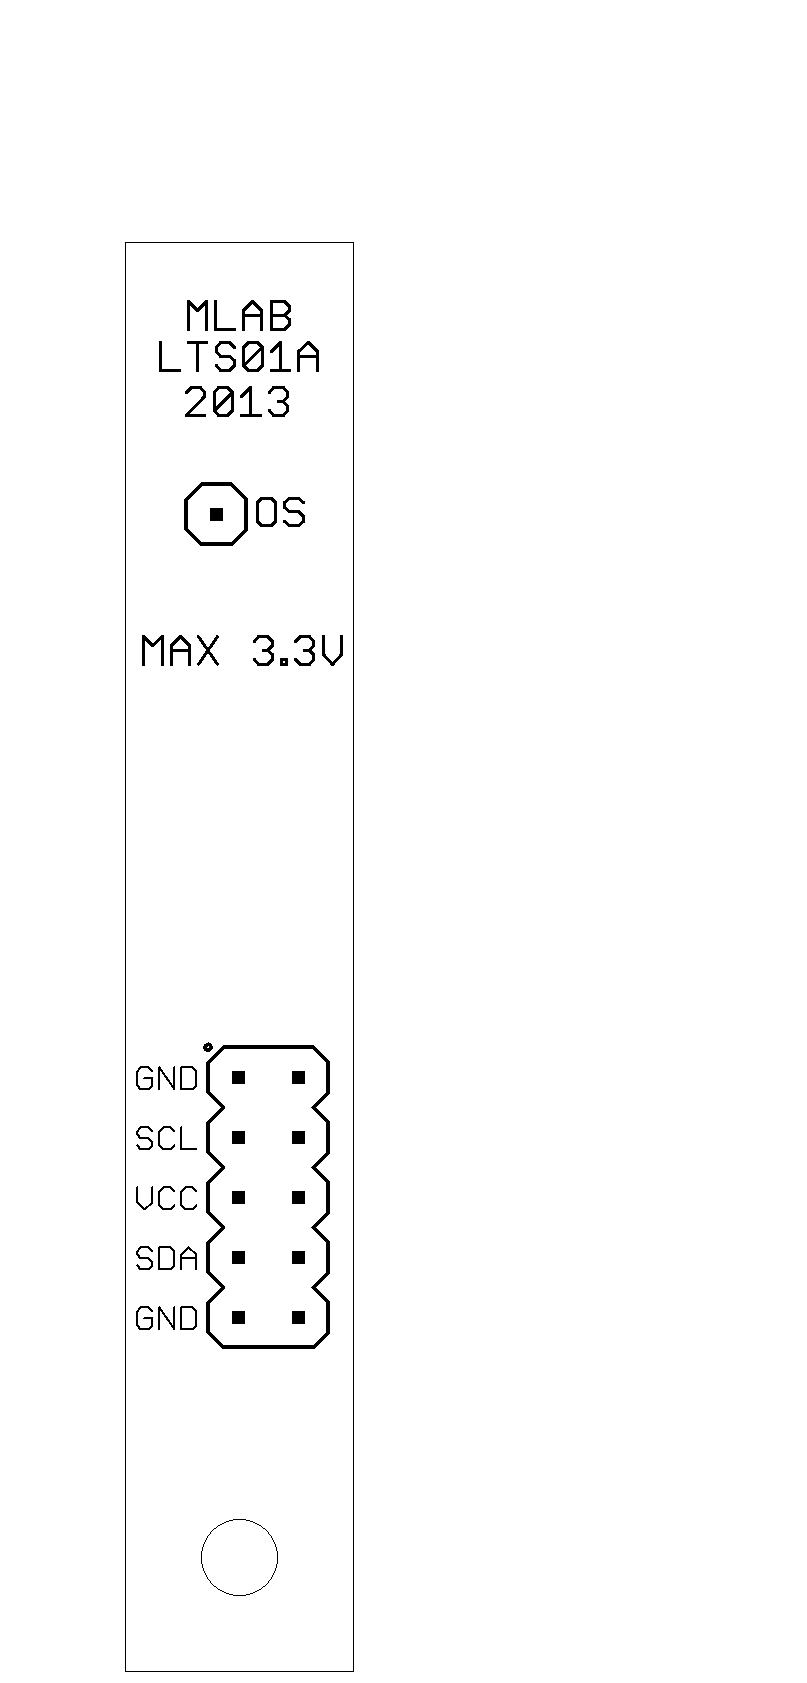 MLAB
LTS01A
2013
OS
MAX 3.3V
GND
SCL
VCC
SDA
GND